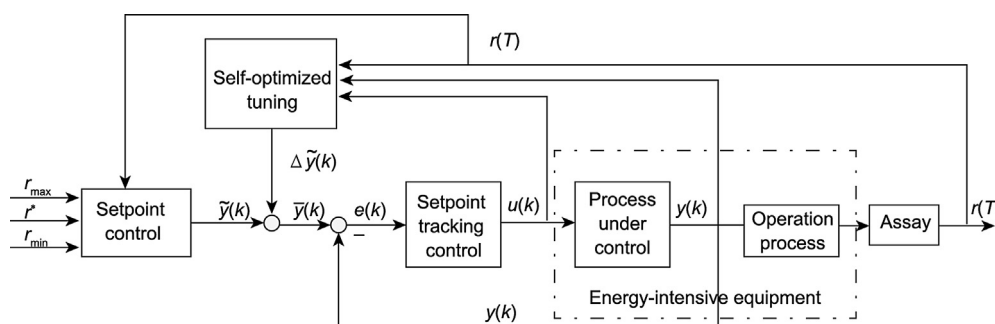 r(T)
Self-optimized
tuning
Δỹ(k)
r_max
r*
r_min
Setpoint
control
ỹ(k)
y̅(k)
e(k)
−
Setpoint
tracking
control
u(k)
Process
under
control
y(k)
Operation
process
Assay
r(T
Energy-intensive equipment
y(k)